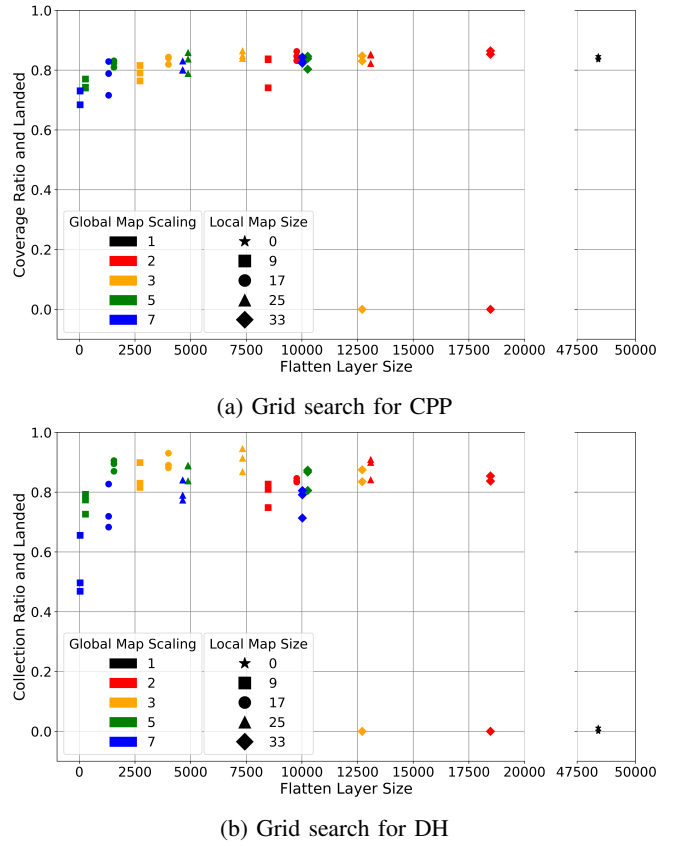 1.0
0.8
0.6
0.4
0.2
0.0
Coverage Ratio and Landed
Global Map Scaling
1
2
3
5
7
Local Map Size
0
9
17
25
33
0 2500 5000 7500 10000 12500 15000 17500 20000 47500 50000
Flatten Layer Size
(a) Grid search for CPP
1.0
0.8
0.6
0.4
0.2
0.0
Collection Ratio and Landed
Global Map Scaling
1
2
3
5
7
Local Map Size
0
9
17
25
33
0 2500 5000 7500 10000 12500 15000 17500 20000 47500 50000
Flatten Layer Size
(b) Grid search for DH